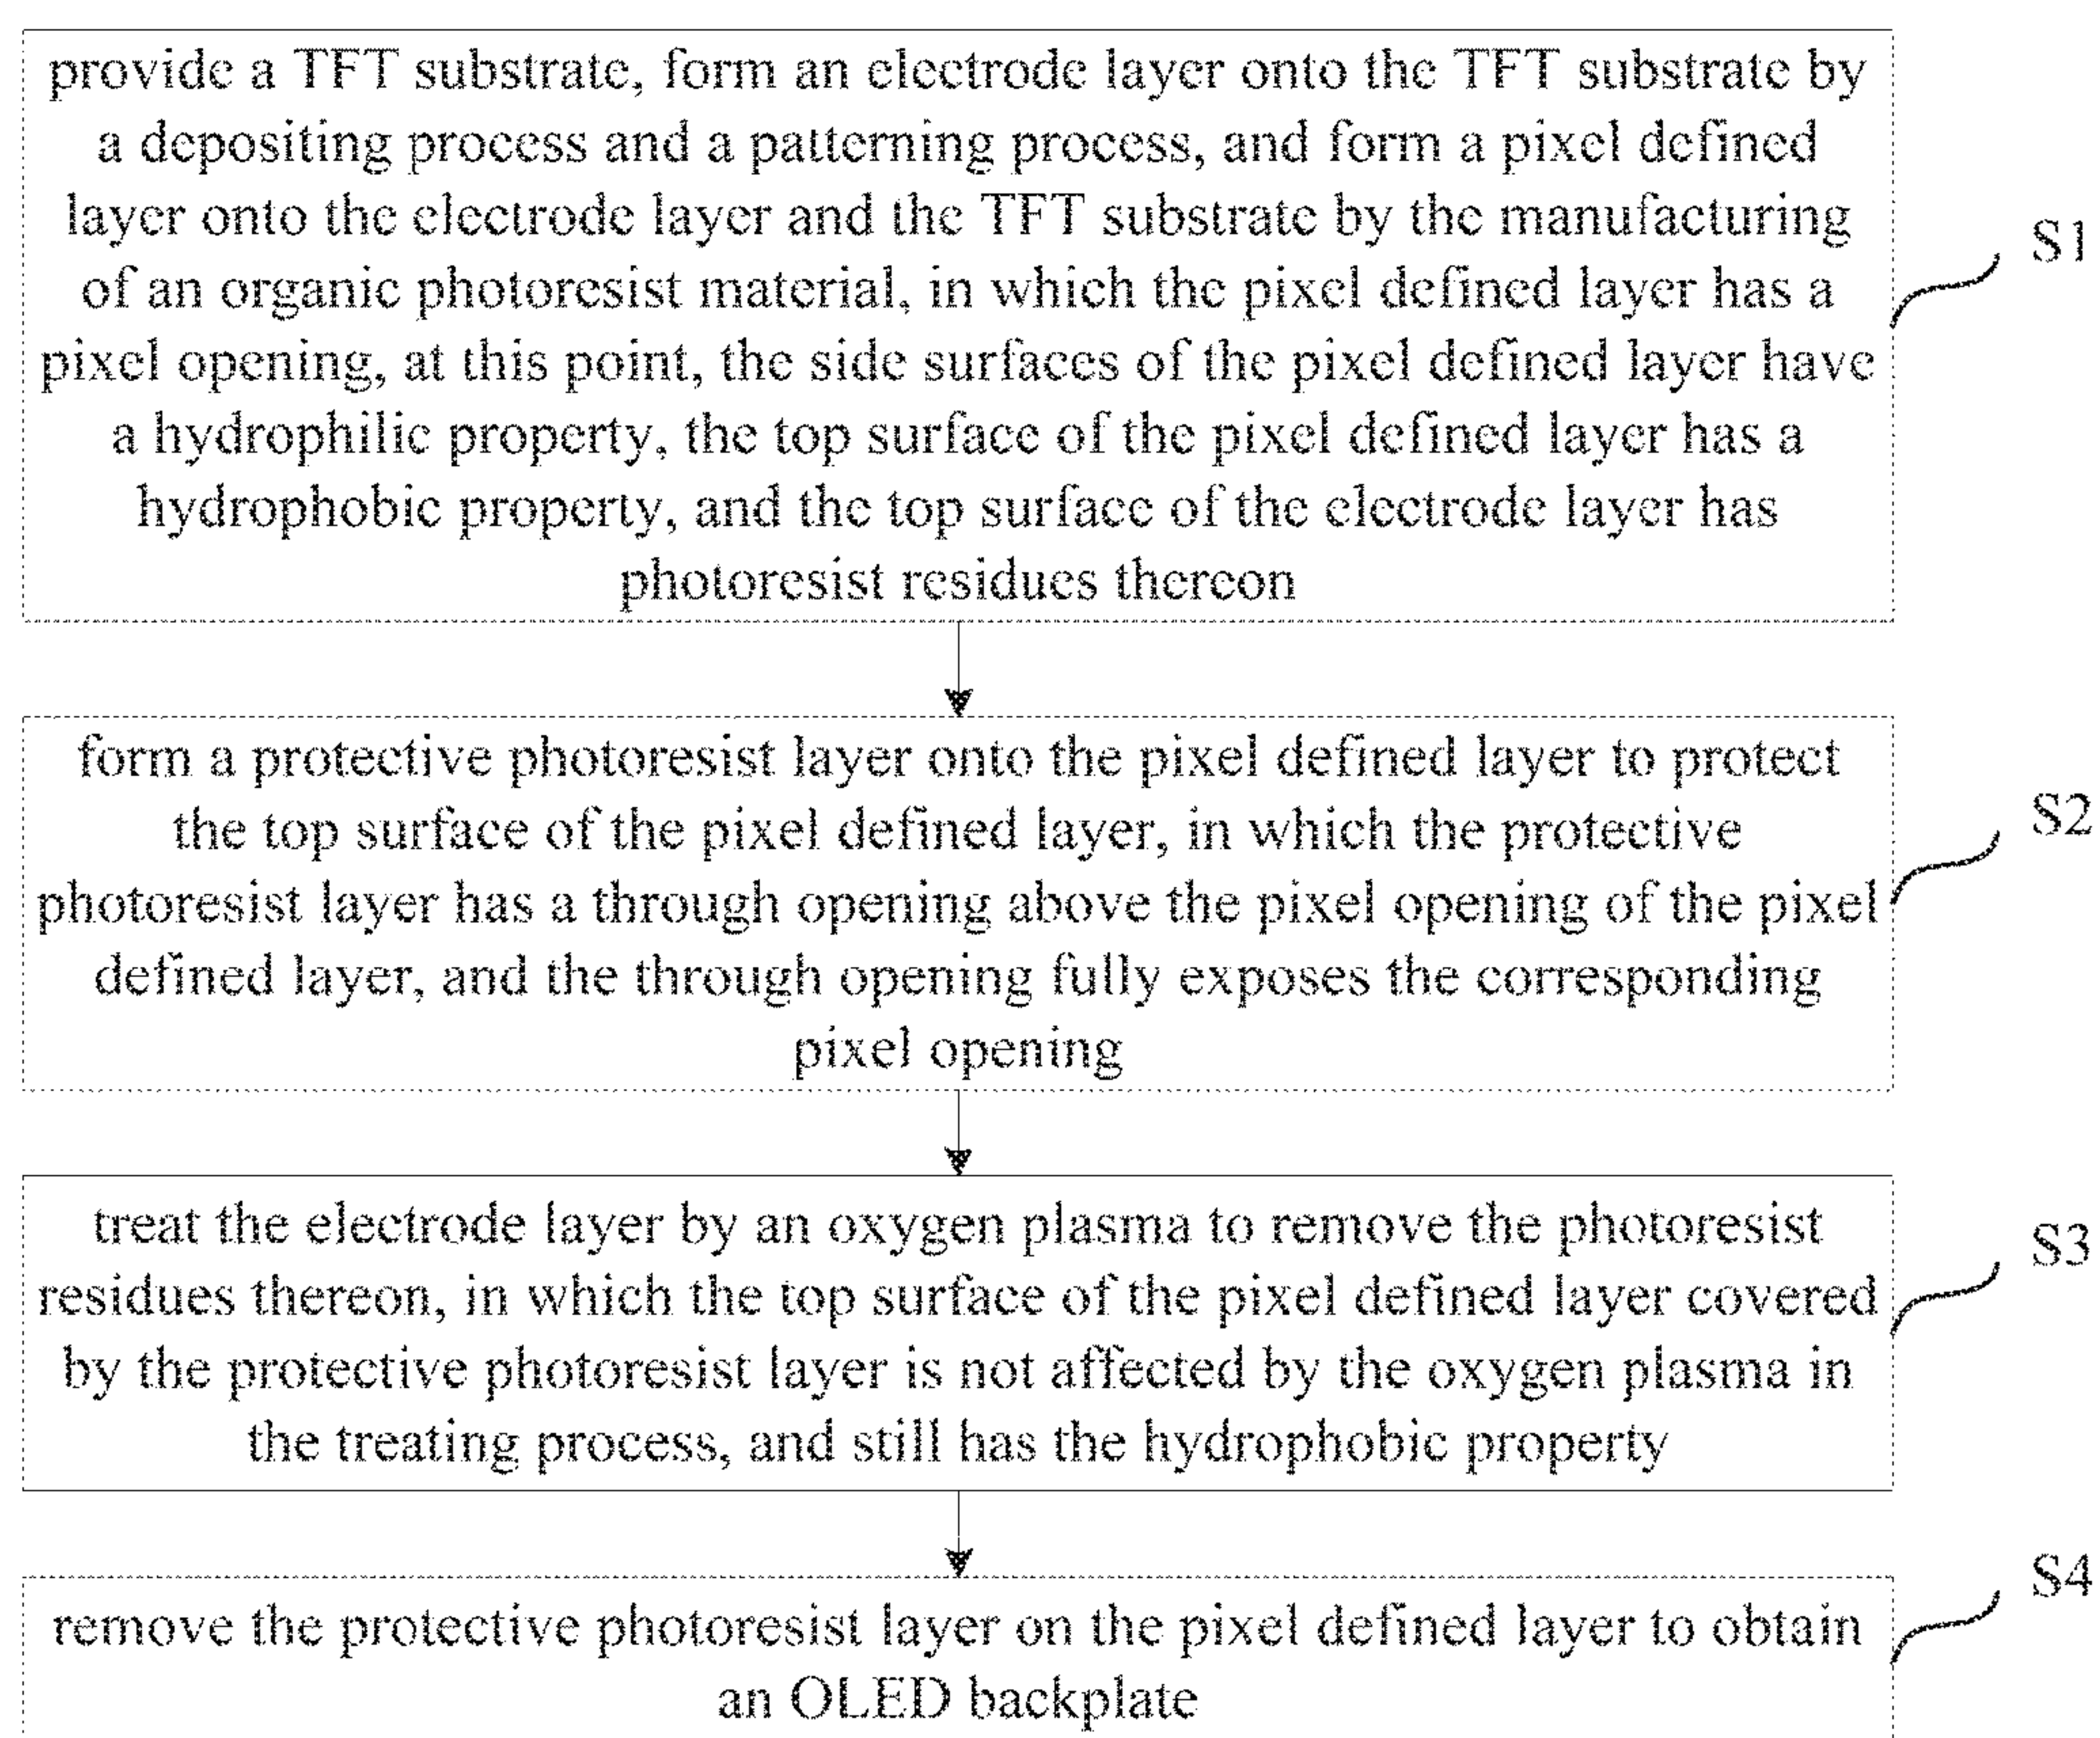 provide a TFT substrate, form an electrode layer onto the TFT substrate by
a depositing process and a patterning process, and form a pixel defined
layer onto the electrode layer and the TFT substrate by the manufacturing
of an organic photoresist material, in which the pixel defined layer has a
pixel opening, at this point, the side surfaces of the pixel defined layer have
a hydrophilic property, the top surface of the pixel defined layer has a
hydrophobic property, and the top surface of the electrode layer has
photoresist residues thereon
S1
form a protective photoresist layer onto the pixel defined layer to protect
the top surface of the pixel defined layer, in which the protective
photoresist layer has a through opening above the pixel opening of the pixel
defined layer, and the through opening fully exposes the corresponding
pixel opening
S2
treat the electrode layer by an oxygen plasma to remove the photoresist
residues thereon, in which the top surface of the pixel defined layer covered
by the protective photoresist layer is not affected by the oxygen plasma in
the treating process, and still has the hydrophobic property
S3
remove the protective photoresist layer on the pixel defined layer to obtain
an OLED backplate
S4